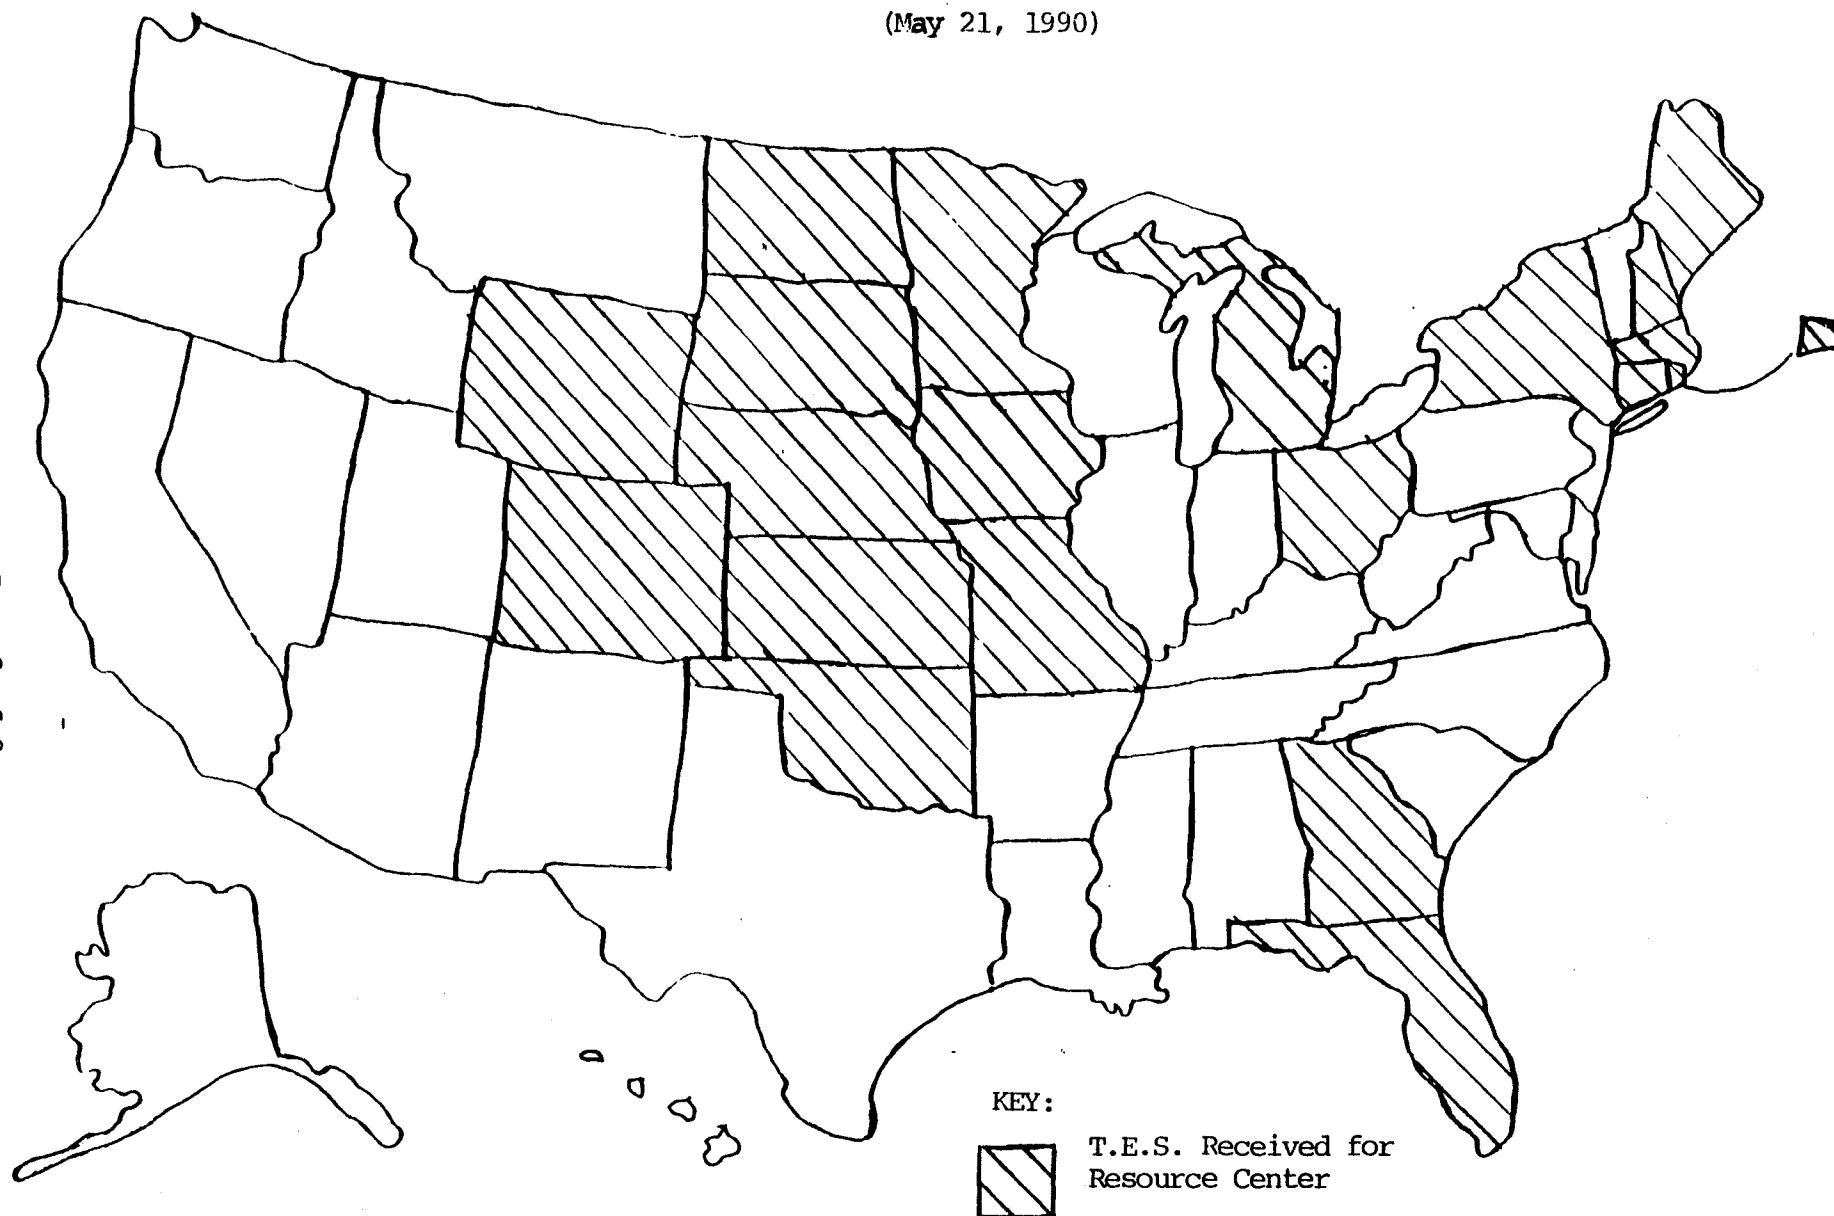 (May 21, 1990)
KEY:
T.E.S. Received for
Resource Center